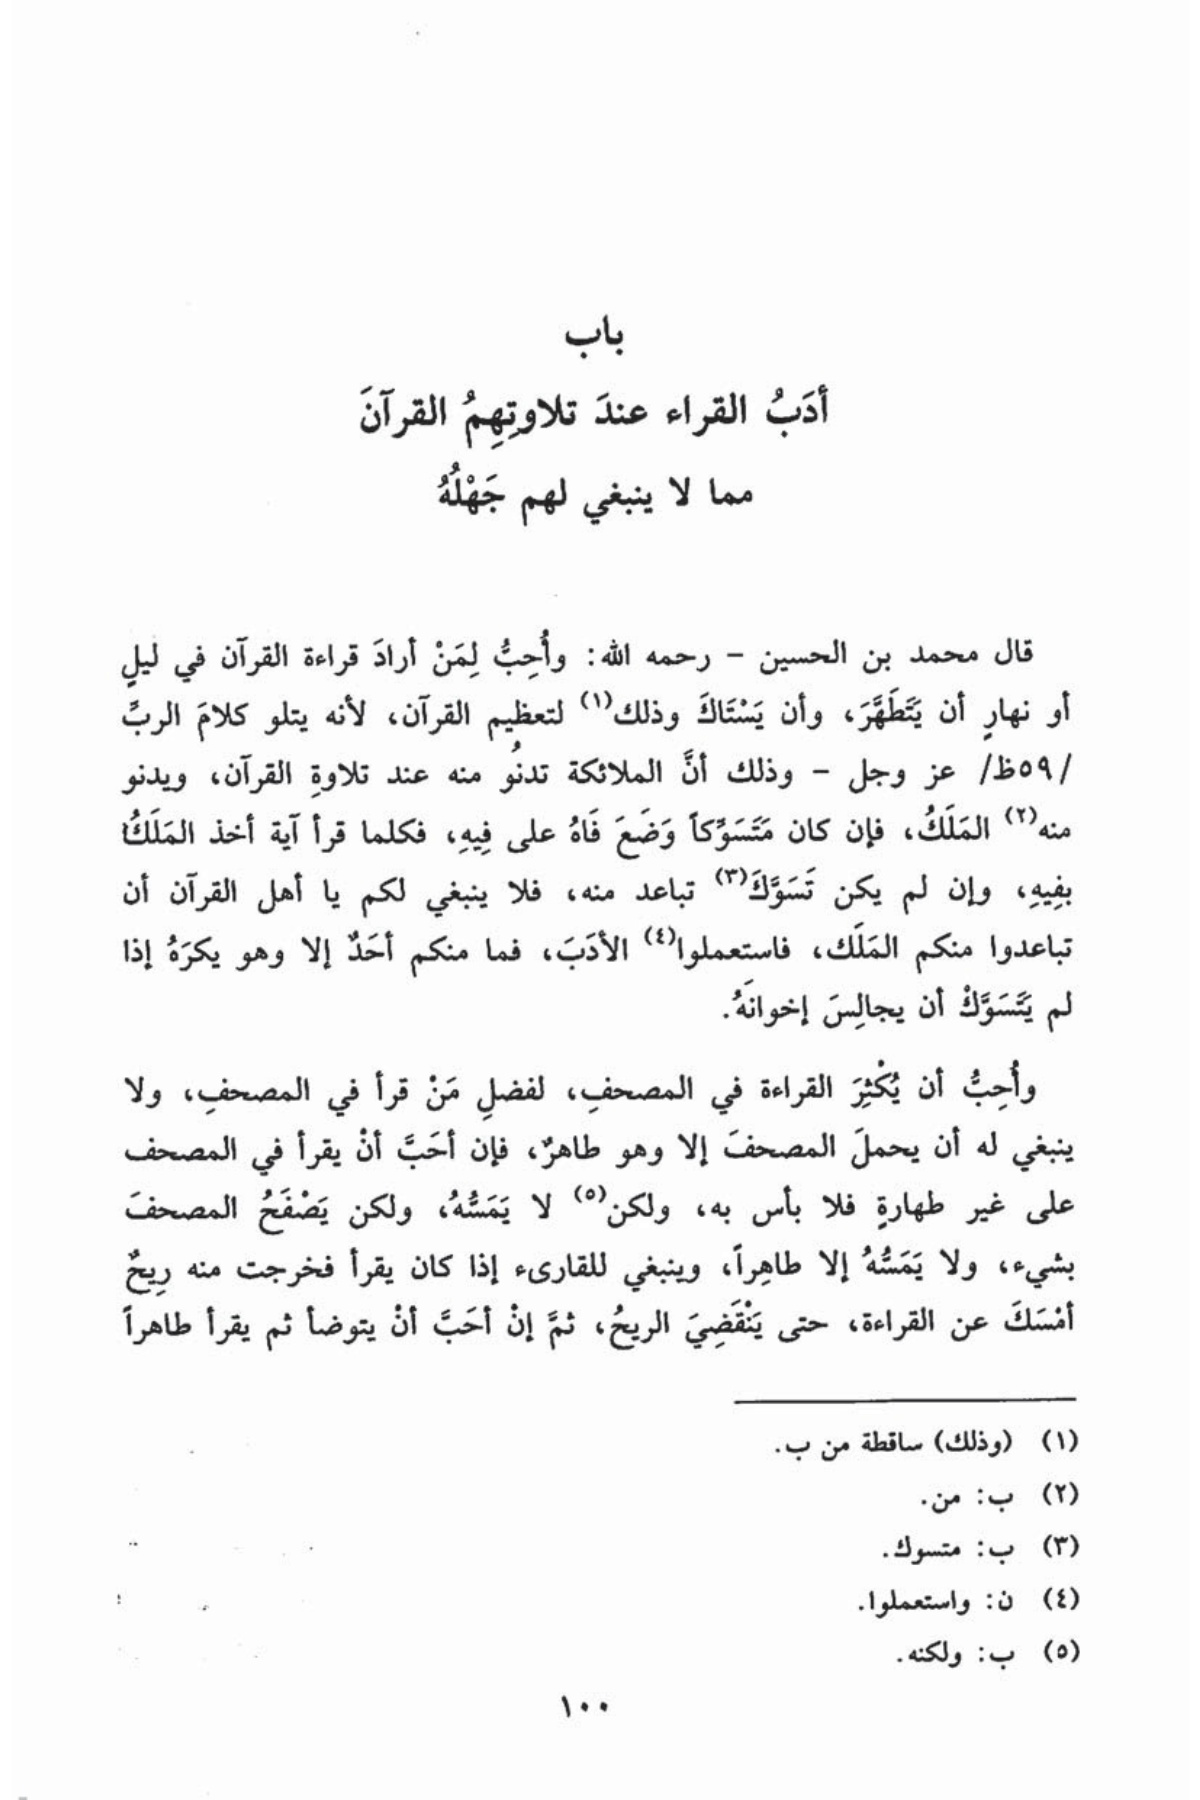 باب
أدَبُ القراء عندَ تلاوتِهِمُ القرآنَ
مما لا ينبغي لهم جَهْلُهُ
قال محمد بن الحسين – رحمه الله: وأُحِبُّ لِمَنْ أرادَ قراءة القرآن في ليلٍ
أو نهارٍ أن يَتَطَهَّرَ، وأن يَسْتَاكَ وذلك(١) لتعظيم القرآن، لأنه يتلو كلامَ الربِّ
/٥٩ظ/ عز وجل – وذلك أنَّ الملائكة تدنُو منه عند تلاوةِ القرآن، ويدنو
منه(٢) المَلَكُ، فإن كان مَتَسَوِّكاً وَضَعَ فَاهُ على فِيهِ، فكلما قرأ آية أخذ المَلَكُ
بفِيهِ، وإن لم يكن تَسَوَّكَ(٣) تباعد منه، فلا ينبغي لكم يا أهل القرآن أن
تباعدوا منكم المَلَك، فاستعملوا(٤) الأدَبَ، فما منكم أحَدٌ إلا وهو يكرَهُ إذا
لم يَتَسَوَّكْ أن يجالِسَ إخوانَهُ.
وأُحِبُّ أن يُكْثِرَ القراءة في المصحفِ، لفضلِ مَنْ قرأ في المصحفِ، ولا
ينبغي له أن يحملَ المصحفَ إلا وهو طاهرٌ، فإن أحَبَّ أنْ يقرأ في المصحف
على غير طهارةٍ فلا بأس به، ولكن(٥) لا يَمَسُّهُ، ولكن يَصْفَحُ المصحفَ
بشيء، ولا يَمَسُّهُ إلا طاهِراً، وينبغي للقارىء إذا كان يقرأ فخرجت منه رِيحٌ
أمْسَكَ عن القراءة، حتى يَنْقَضِيَ الريحُ، ثمَّ إنْ أحَبَّ أنْ يتوضأ ثم يقرأ طاهراً
(١) (وذلك) ساقطة من ب.
(٢) ب: من.
(٣) ب: متسوك.
(٤) ن: واستعملوا.
(٥) ب: ولكنه.
١٠٠